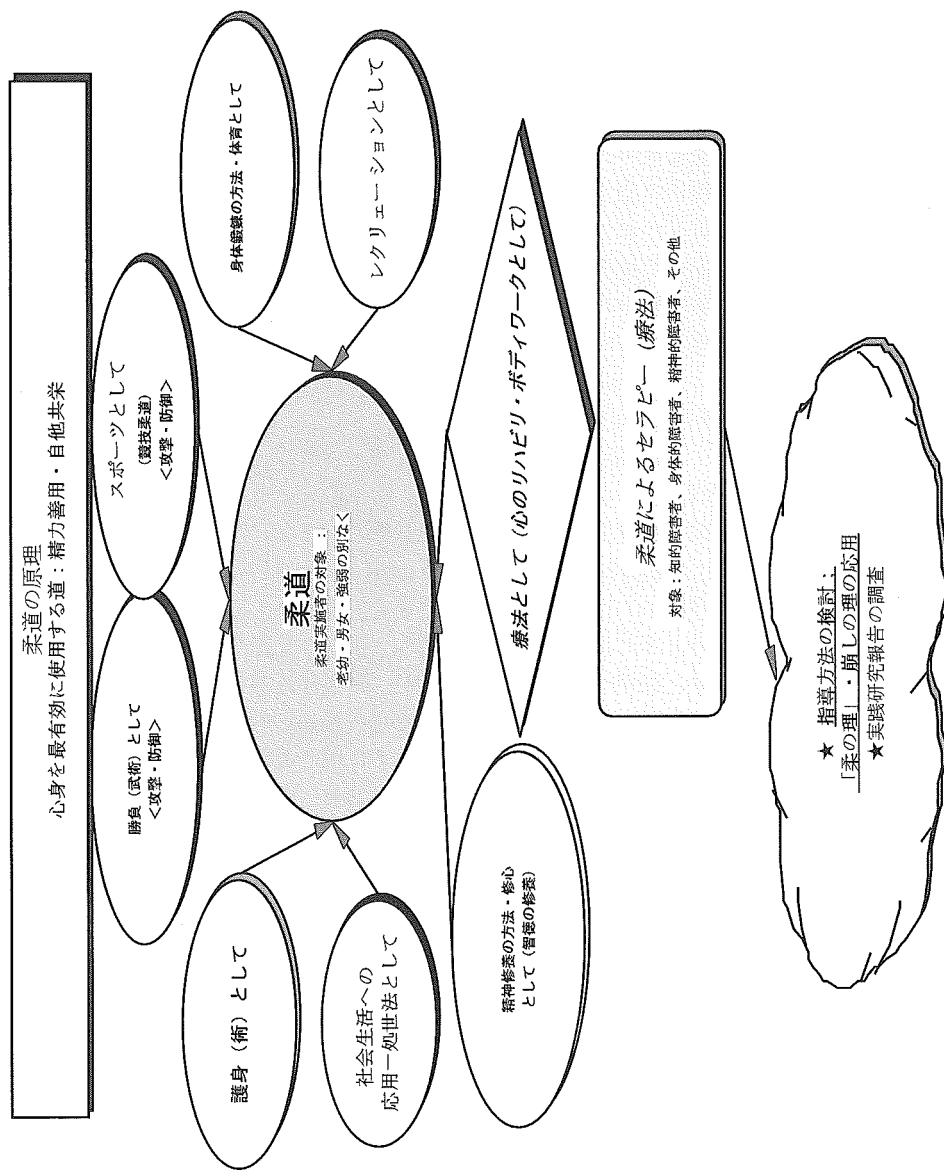 柔道の原理
心身を最有効に使用する道：精力善用・自他共栄
勝負（武術）として
＜攻撃・防御＞
スポーツとして
（競技柔道）
＜攻撃・防御＞
護身（術）として
身体鍛錬の方法・体育として
柔道
柔道実施者の対象 ：
老幼・男女・強弱の別なく
社会生活への
応用－処世法として
レクリェーションとして
精神修養の方法・修心
として（智徳の修養）
療法として（心のリハビリ・ボディワークとして）
柔道によるセラピー（療法）
対象：知的障害者、身体的障害者、精神的障害者、その他
★ 指導方法の検討；
「柔の理」・崩しの理の応用
★実践研究報告の調査